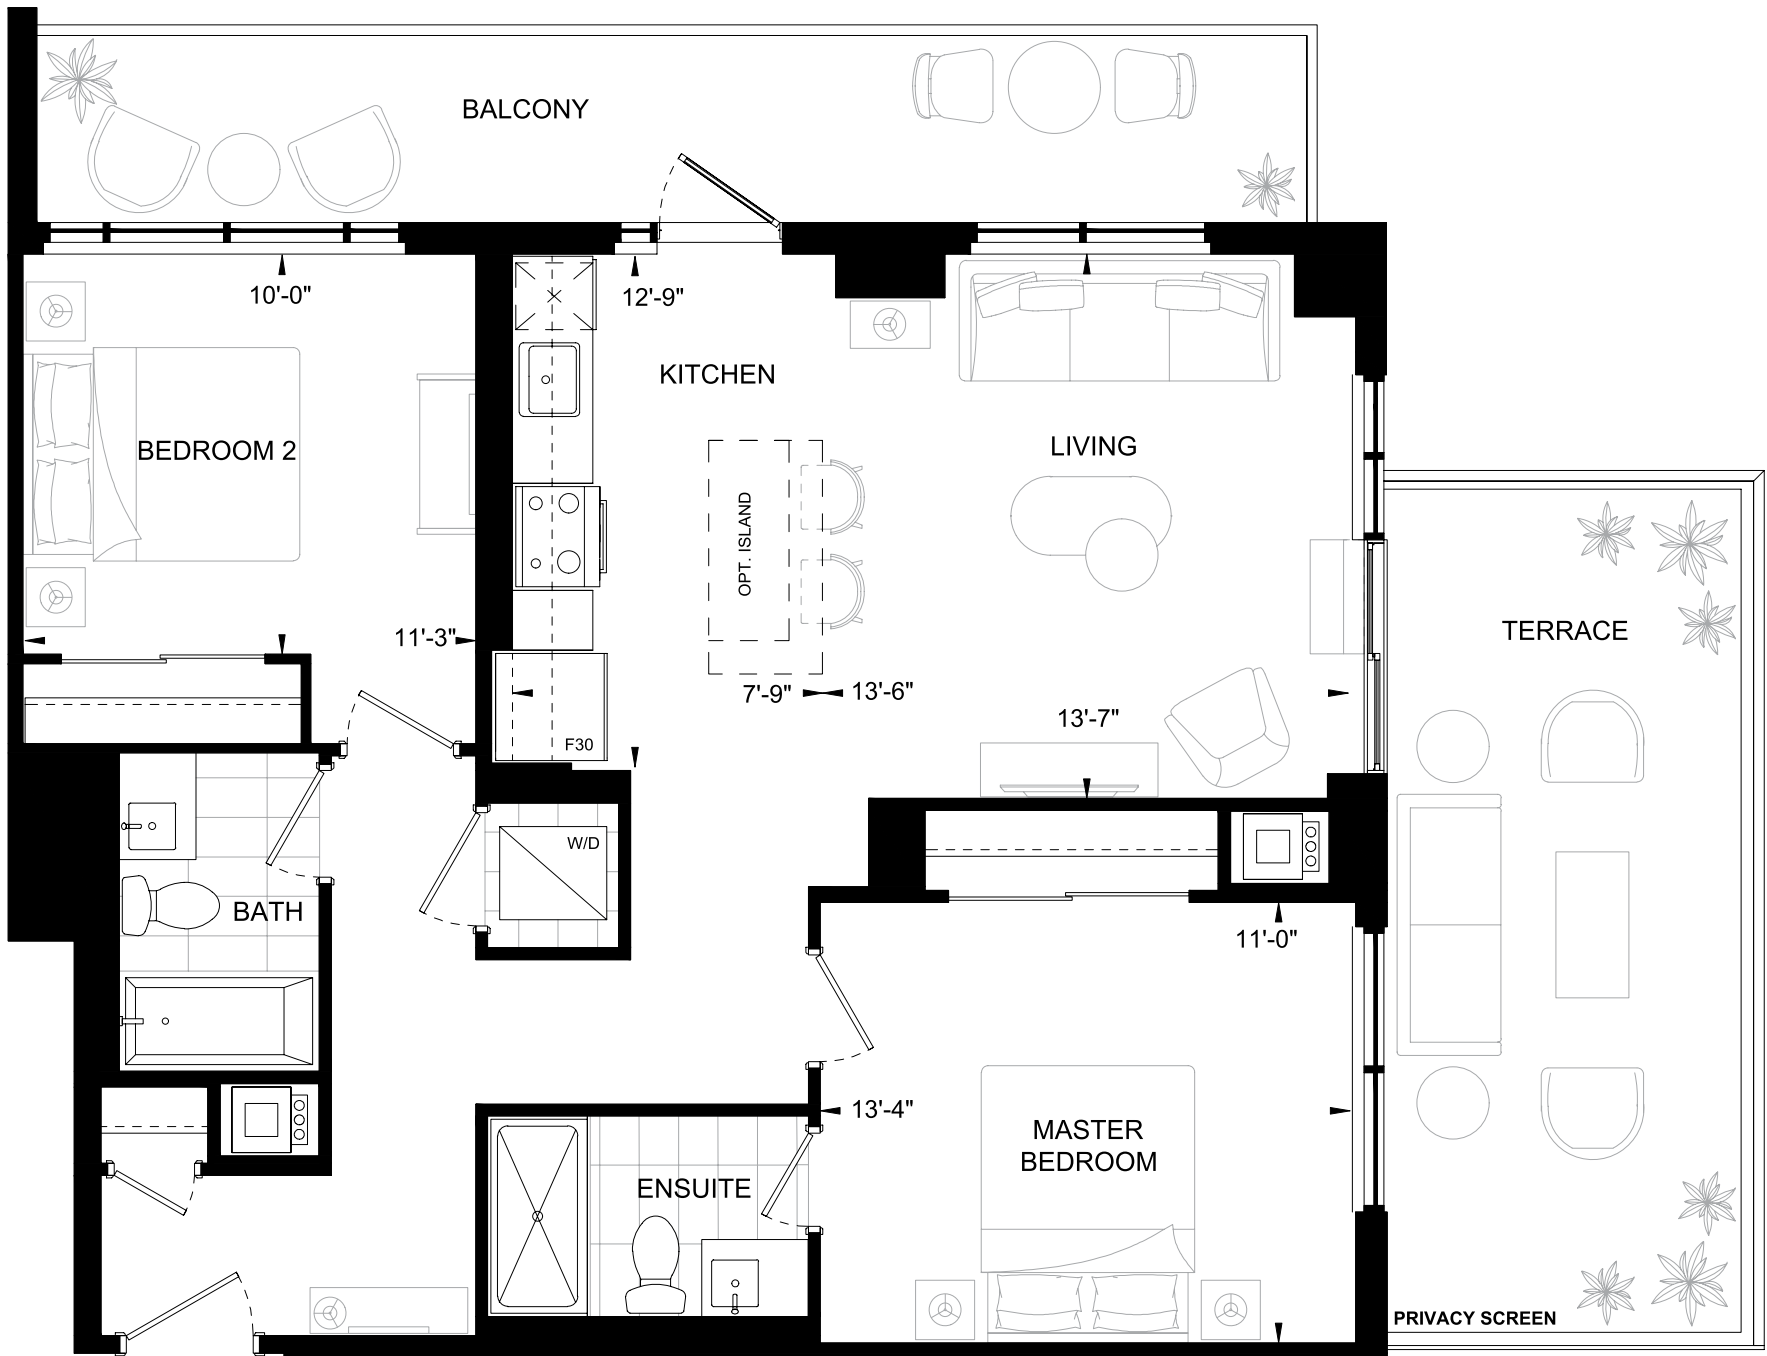 BALCONY
10'-0"
12'-9"
KITCHEN
BEDROOM 2
LIVING
OPT. ISLAND
TERRACE
11'-3"
7'-9"
13'-6"
13'-7"
F30
W/D
BATH
11'-0"
13'-4"
MASTER
BEDROOM
ENSUITE
PRIVACY SCREEN